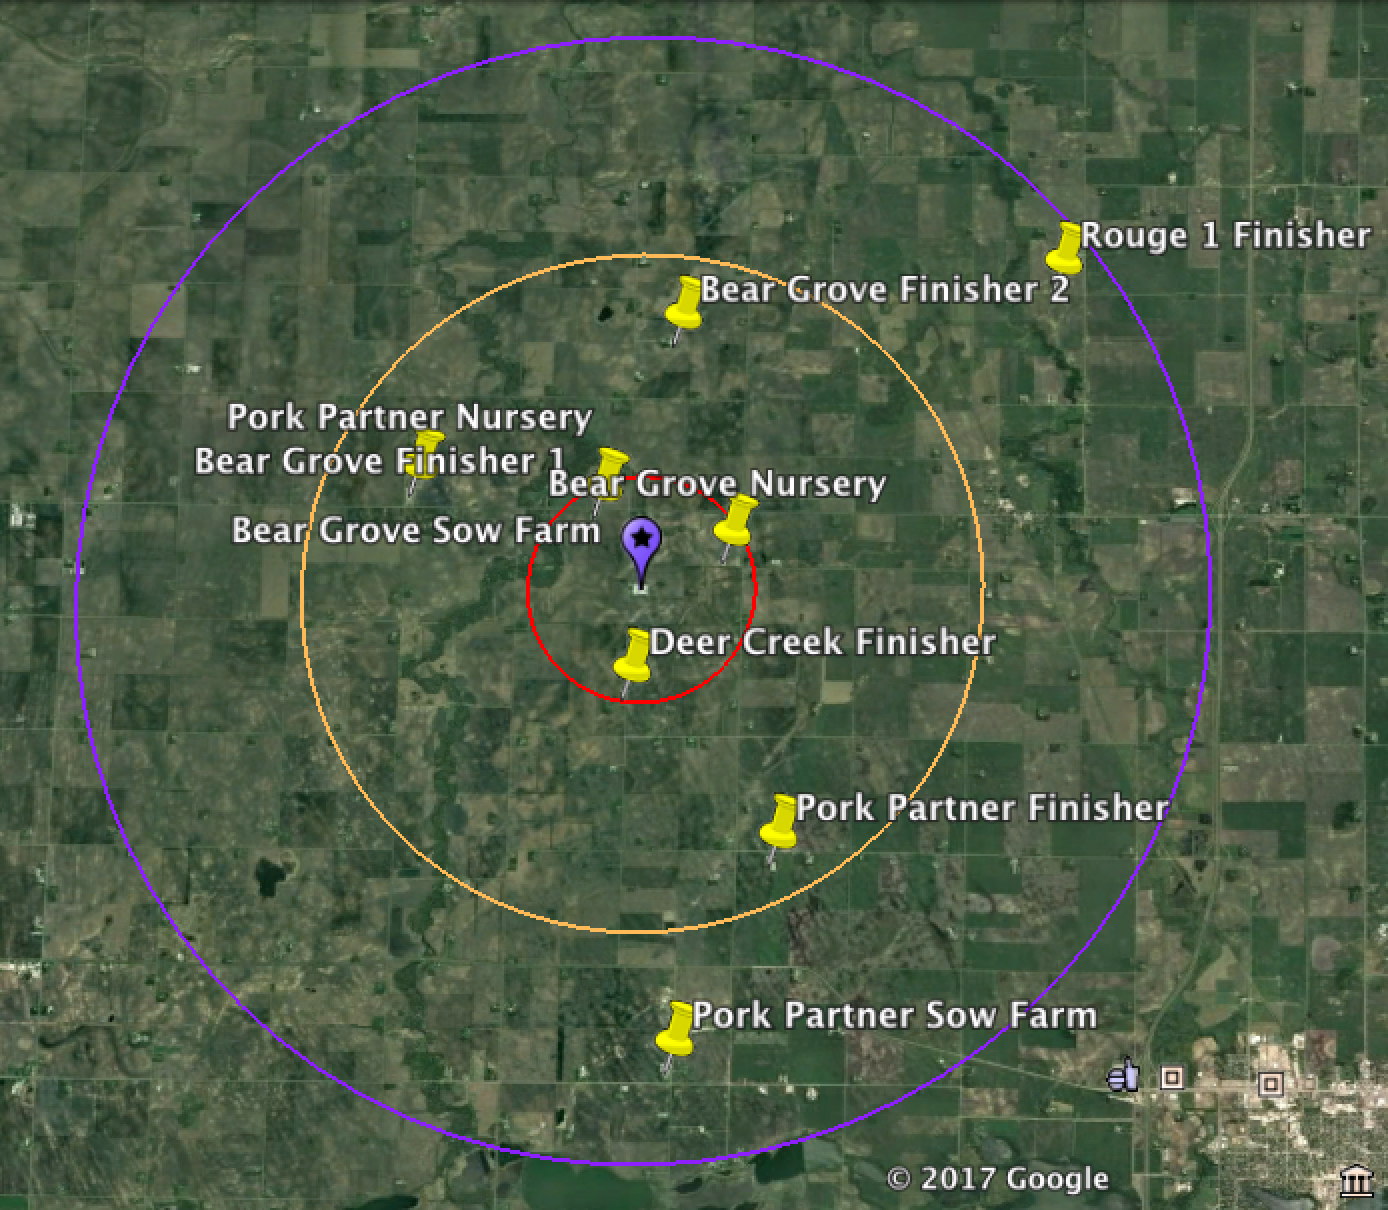 Rouge 1 Finisher
Bear Grove Finisher 2
Pork Partner Nursery
Bear Grove Finisher 1
Bear Grove Nursery
Bear Grove Sow Farm
Deer Creek Finisher
Pork Partner Finisher
Pork Partner Sow Farm
© 2017 Google